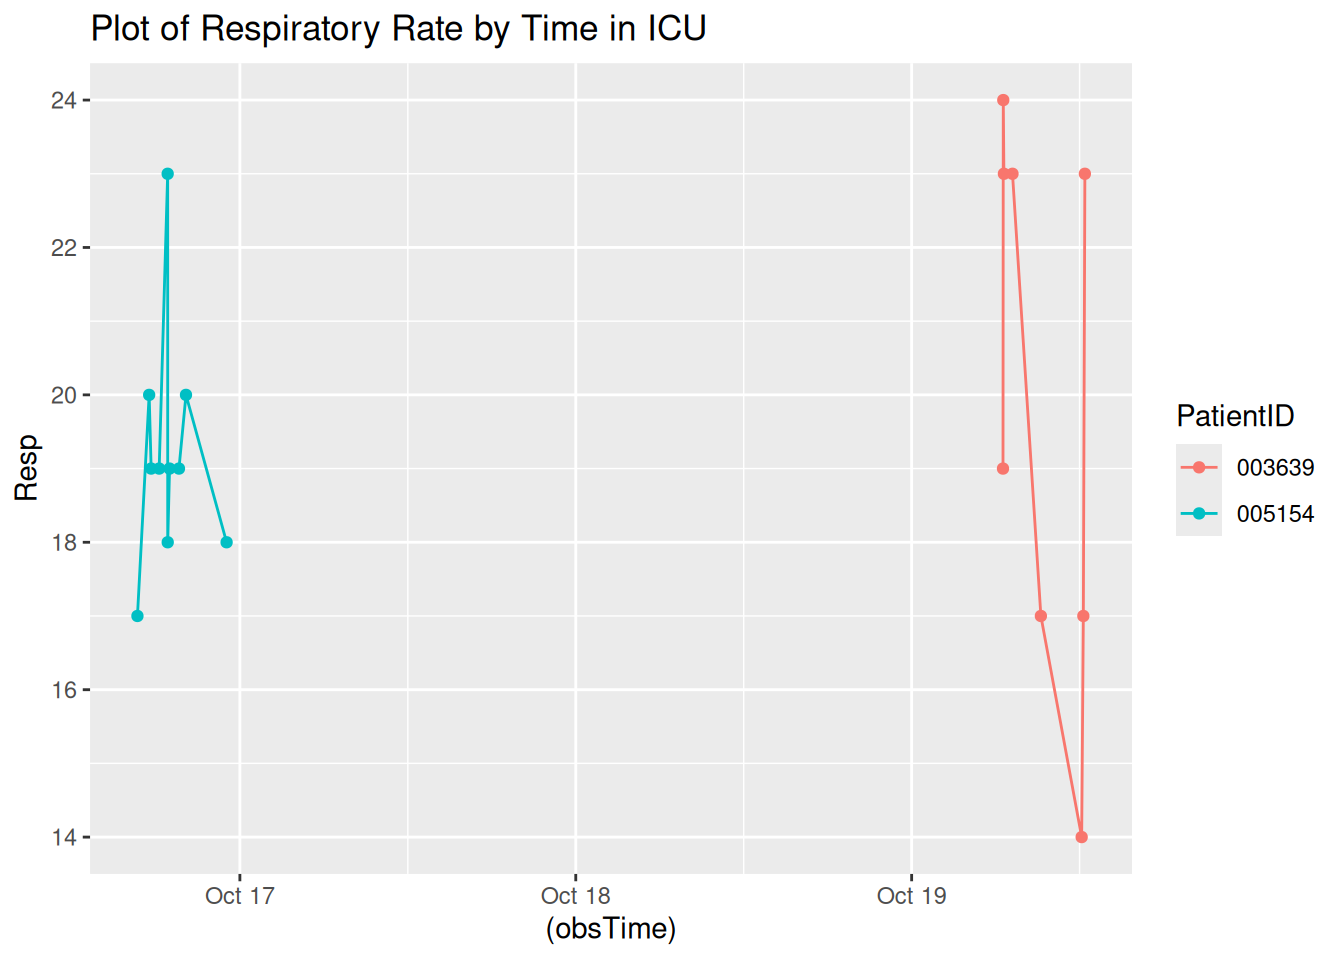 Plot of Respiratory Rate by Time in ICU
24
22
20
18
16
14
Resp
Oct 17
Oct 18
Oct 19
(obsTime)
PatientID
003639
005154